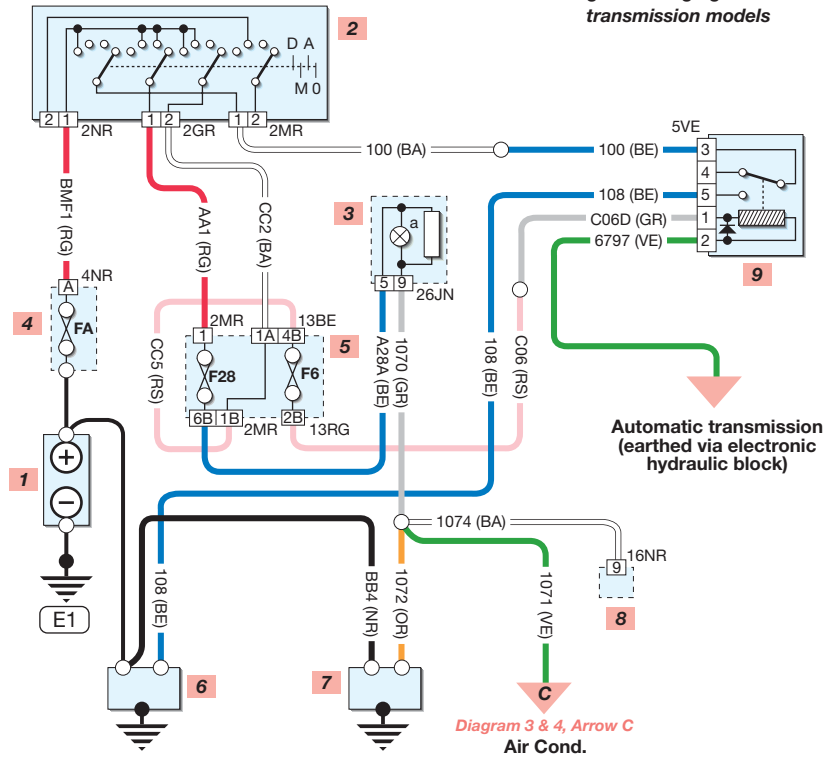 transmission models
2
D A
M 0
2 1 2NR
1 2 2GR
1 2 2MR
5VE
100 (BA)
100 (BE)
3
4
108 (BE)
5
C06D (GR)
1
6797 (VE)
2
9
BMF1 (RG)
AA1 (RG)
CC2 (BA)
3
a
5 9
26JN
4NR
A
4
FA
2MR
13BE
1
1A 4B
5
F28
F6
6B 1B
2MR
2B
13RG
CC5 (RS)
A28A (BE)
1070 (GR)
108 (BE)
C06 (RS)
Automatic transmission
(earthed via electronic
hydraulic block)
1
+
−
E1
1074 (BA)
16NR
9
8
108 (BE)
BB4 (NR)
1072 (OR)
1071 (VE)
6
7
C
Diagram 3 & 4, Arrow C
Air Cond.